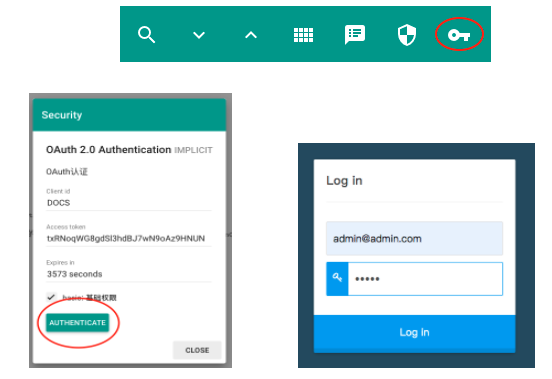 Security
OAuth 2.0 Authentication IMPLICIT
OAuth认证
Client id
DOCS
Access token
txRNoqWG8gdSl3hdBJ7wN9oAz9HNUN
Expires in
3573 seconds
basic: 基础权限
AUTHENTICATE
CLOSE
Log in
admin@admin.com
•••••
Log In